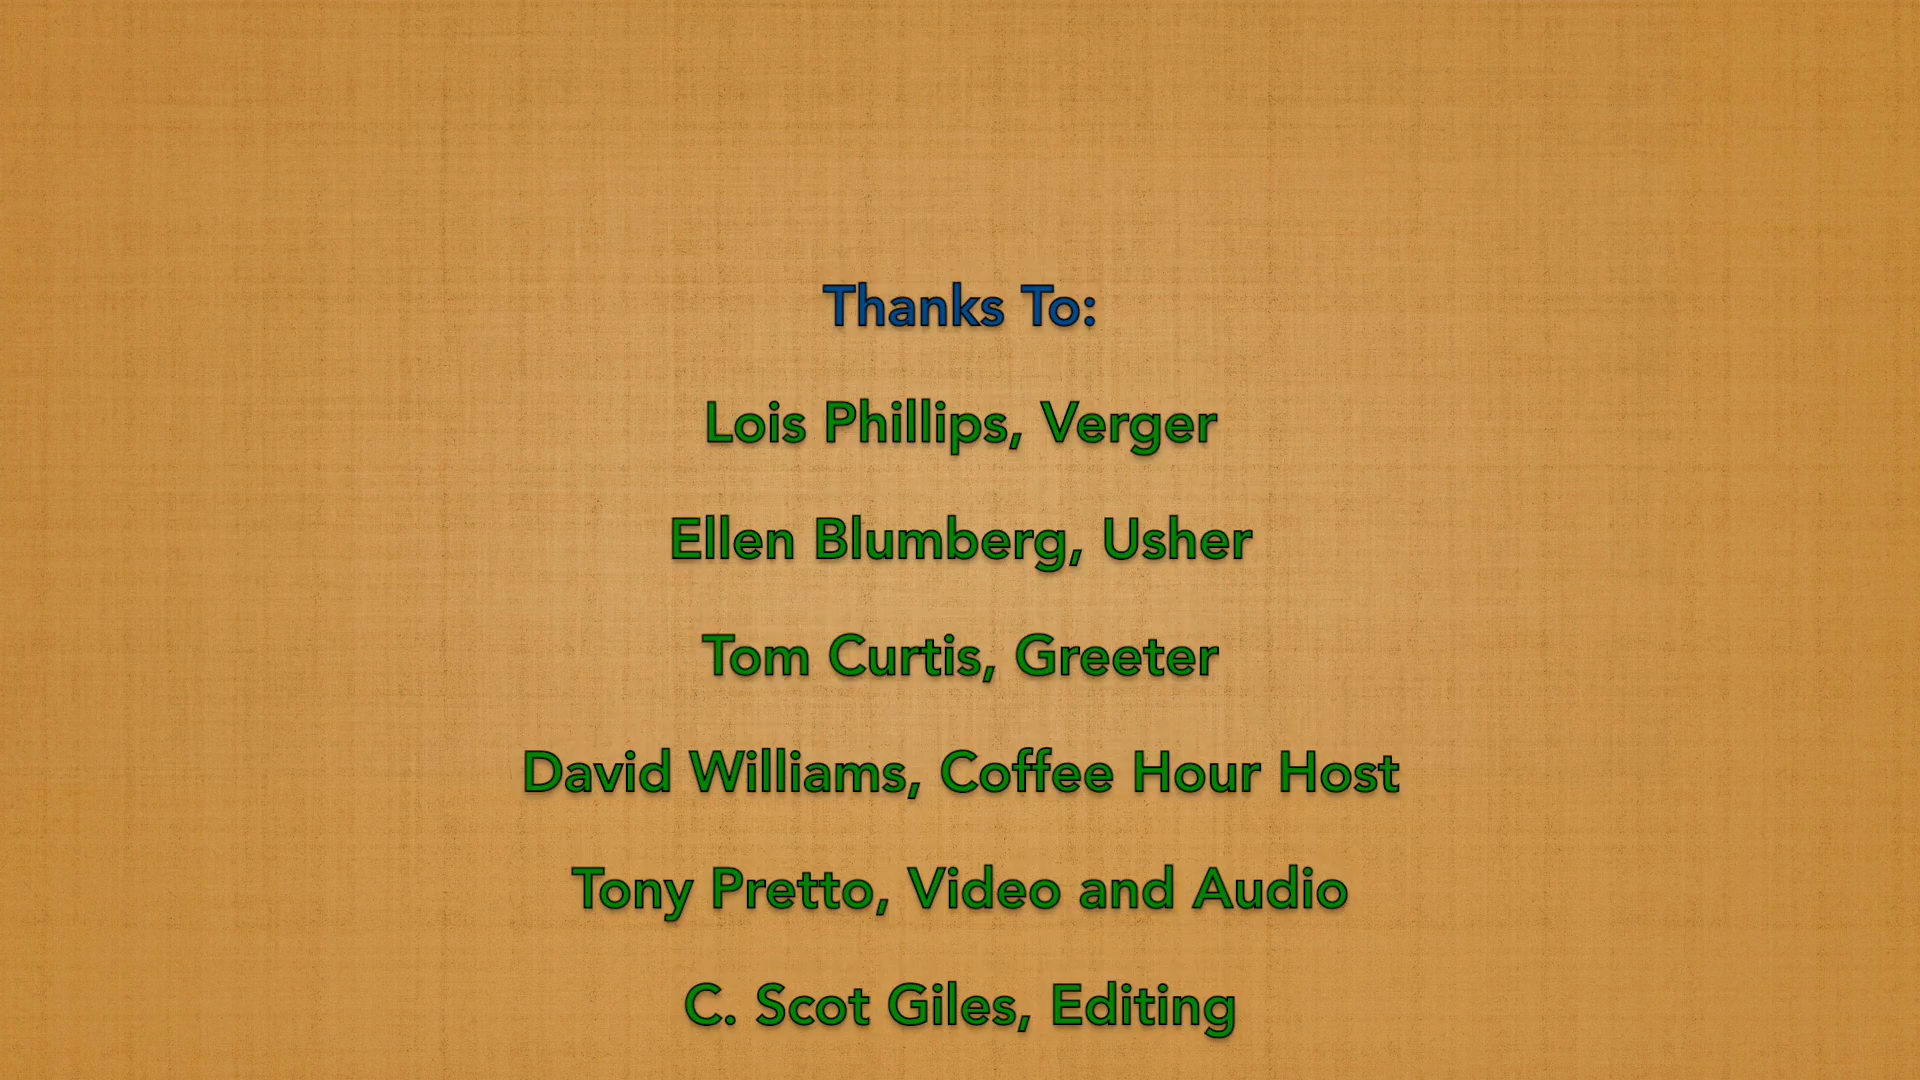 Thanks To:
Lois Phillips, Verger
Ellen Blumberg, Usher
Tom Curtis, Greeter
David Williams, Coffee Hour Host
Tony Pretto, Video and Audio
C. Scot Giles, Editing